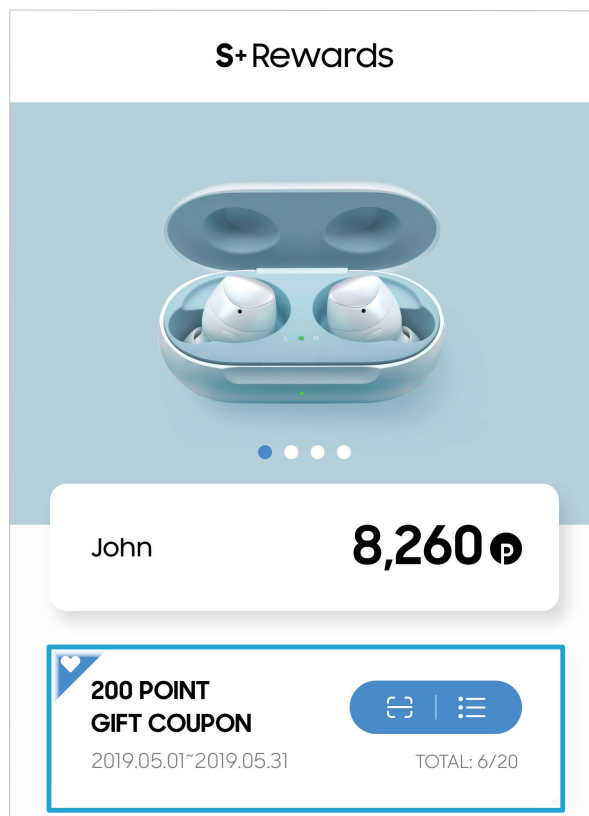 S+ Rewards
L R
John
8,260 P
200 POINT
GIFT COUPON
2019.05.01~2019.05.31
TOTAL: 6/20